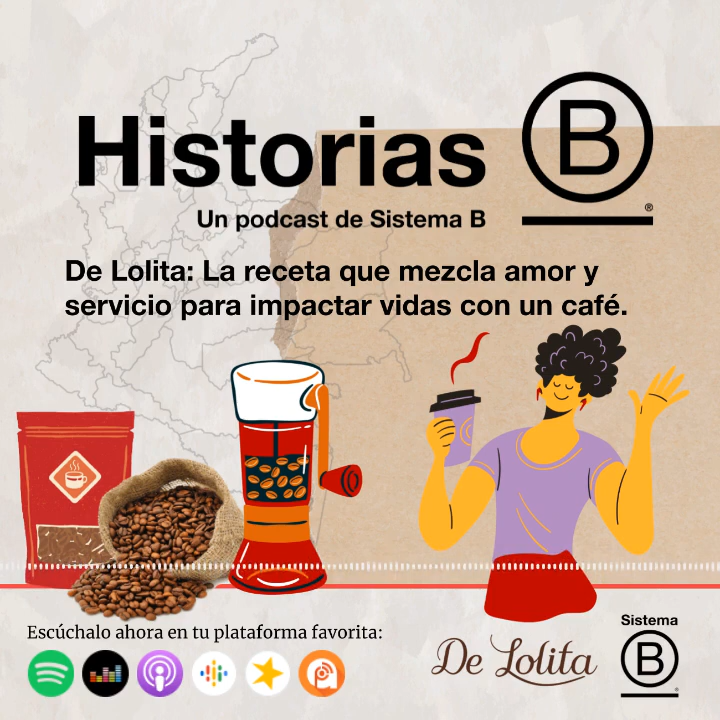 Historias
B
®
Un podcast de Sistema B
De Lolita: La receta que mezcla amor y
servicio para impactar vidas con un café.
Escúchalo ahora en tu plataforma favorita:
De Lolita
Sistema
B
®